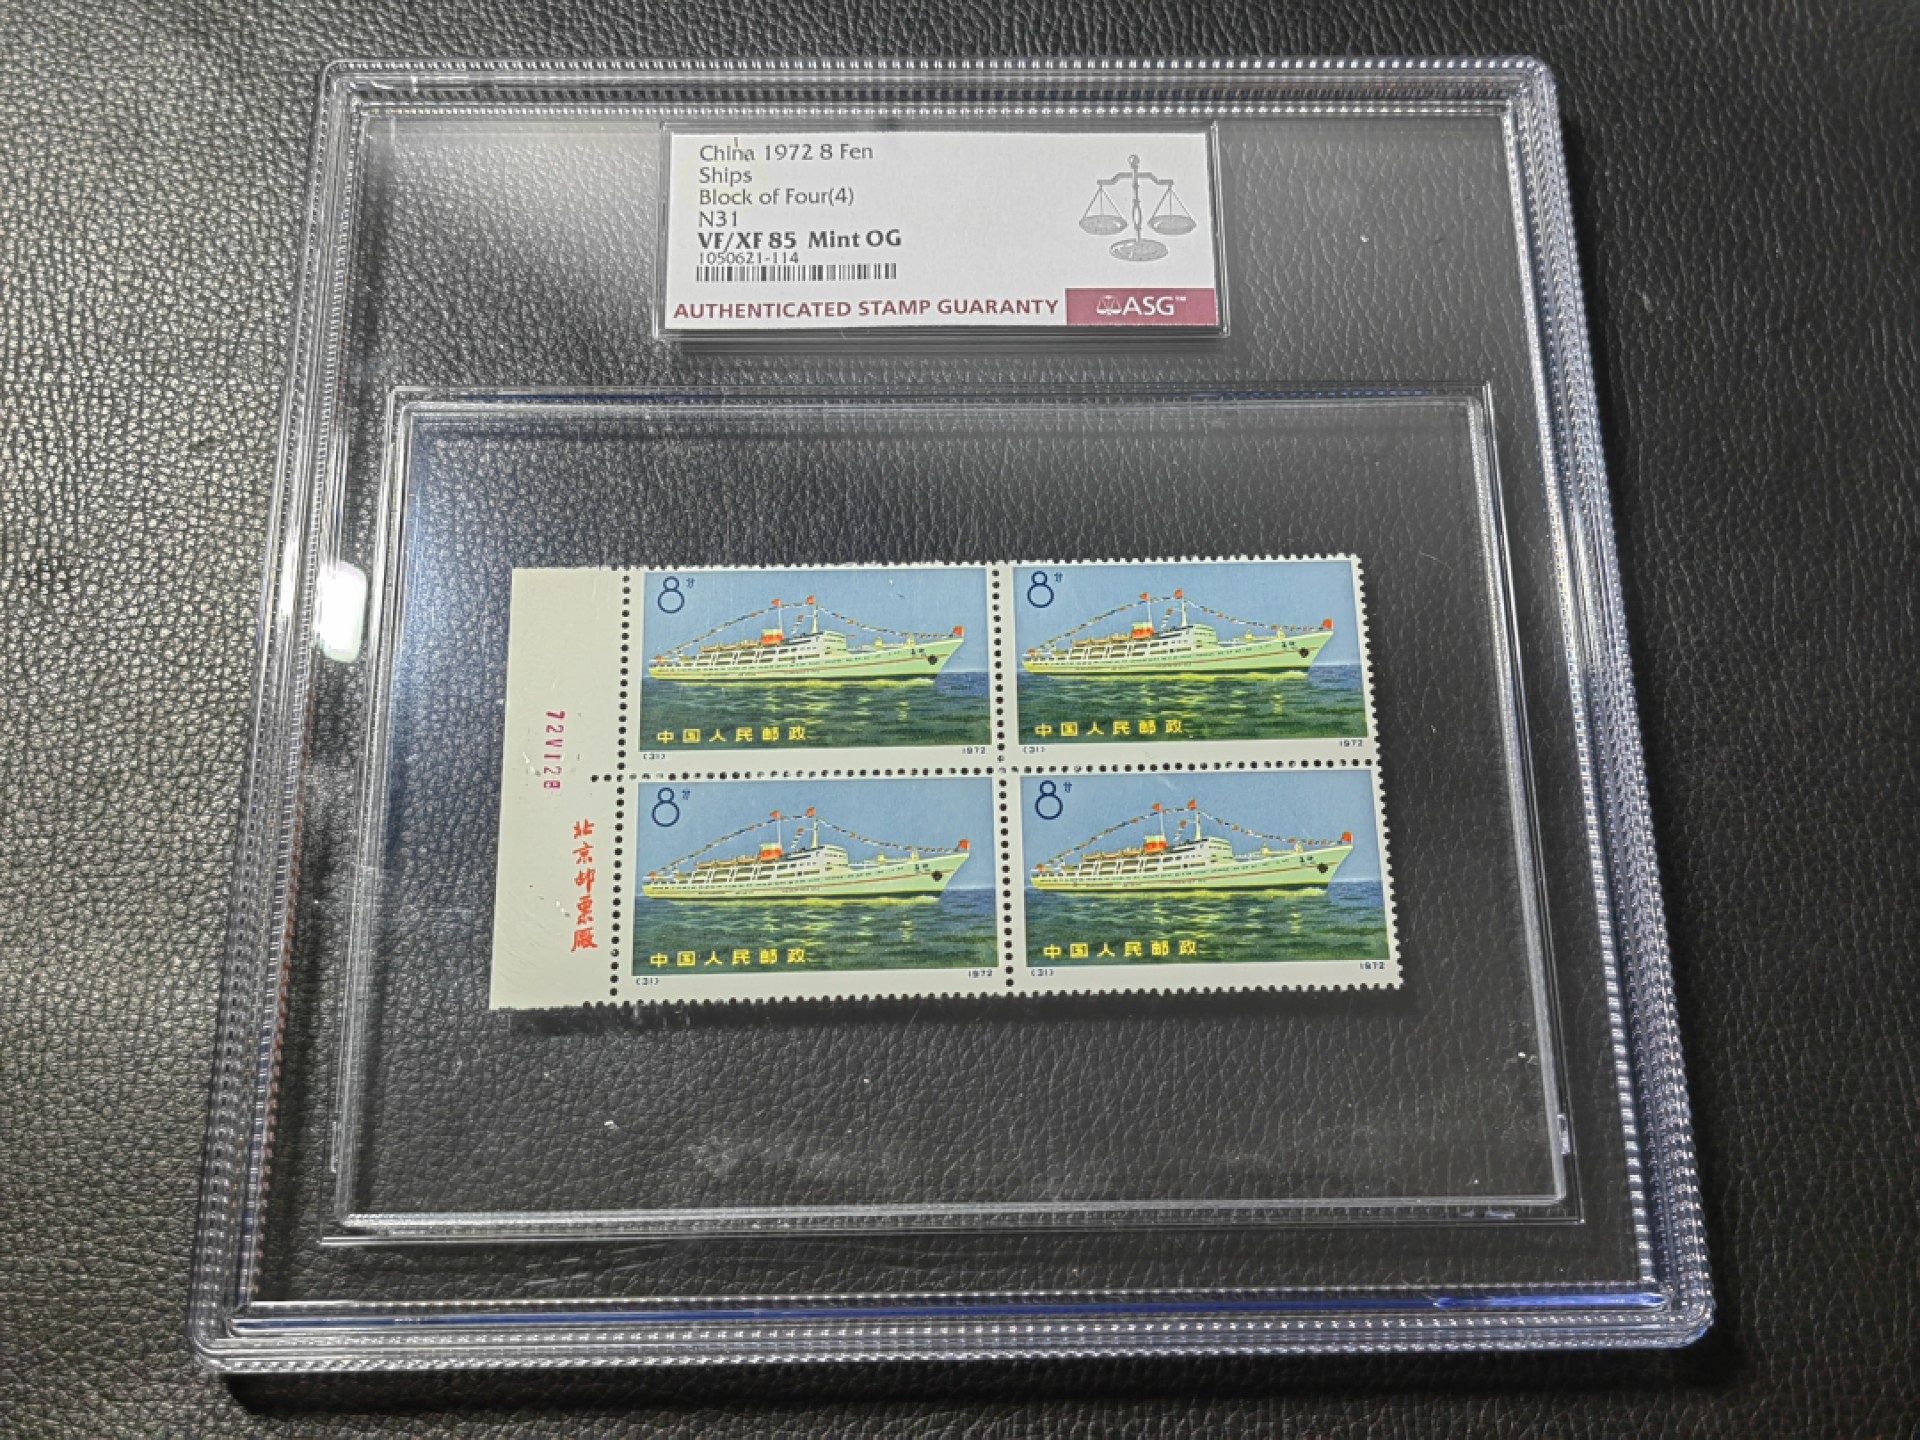 China 1972 8 Fen
Ships
Block of Four(4)
N31
VF/XF 85 Mint OG
1050621-114
AUTHENTICATED STAMP GUARANTY
ASG™
8分
中国人民邮政
(31) 1972
8分
中国人民邮政
(31) 1972
72VI28
北京邮票厰
8分
中国人民邮政
(31) 1972
8分
中国人民邮政
(31) 1972